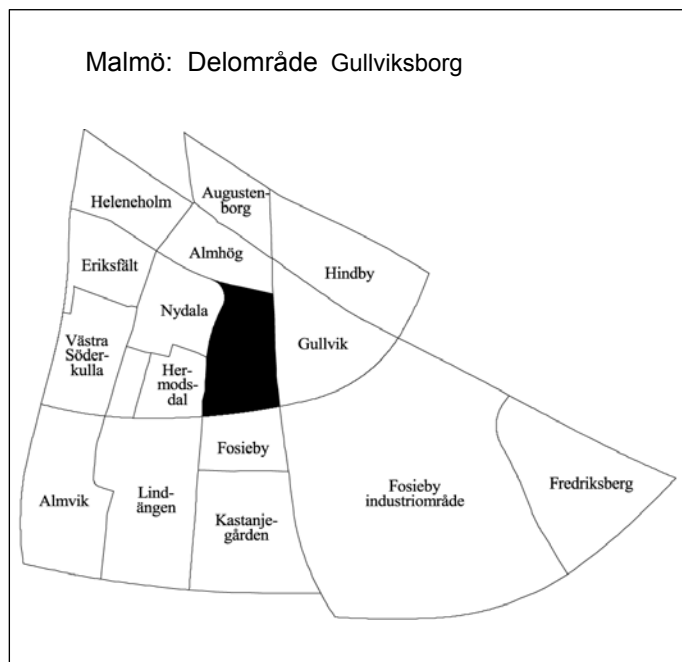 Malmö: Delområde Gullviksborg
Heleneholm
Augusten-
borg
Almhög
Eriksfält
Hindby
Nydala
Gullvik
Västra
Söder-
kulla
Her-
mods-
dal
Fosieby
Almvik
Lind-
ängen
Kastanje-
gården
Fosieby
industriområde
Fredriksberg